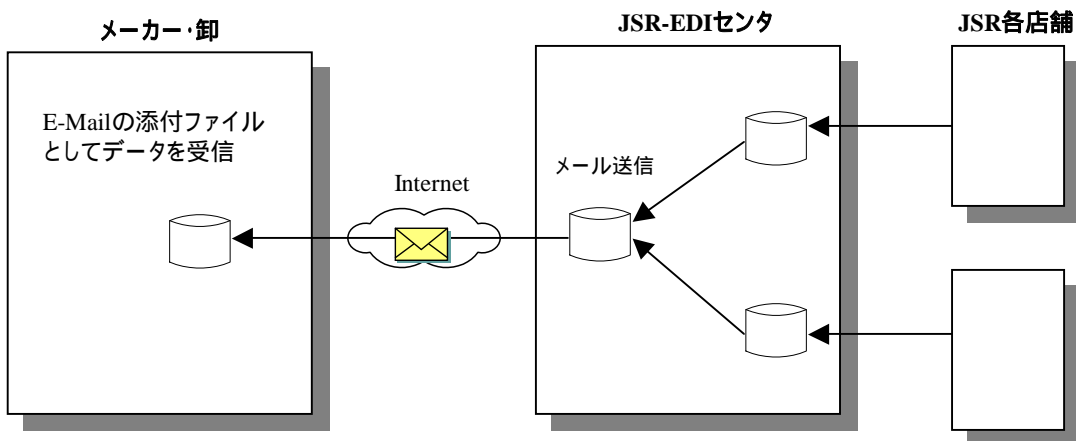 メーカー・卸
JSR-EDIセンタ
JSR各店舗
E-Mailの添付ファイル
としてデータを受信
Internet
メール送信